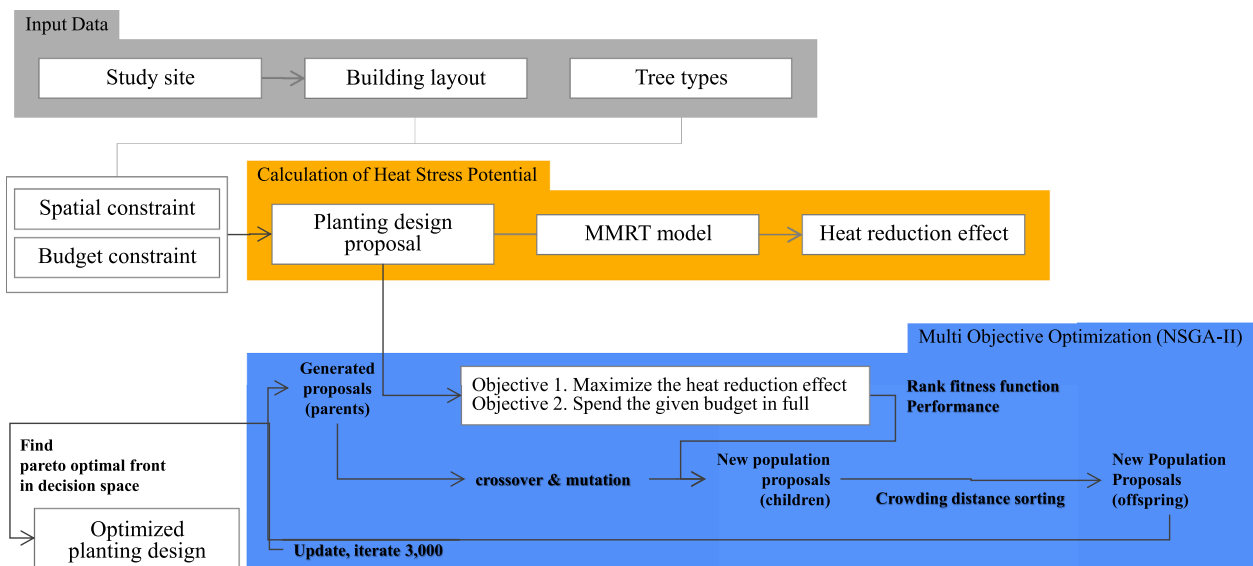 Input Data
Study site
Building layout
Tree types
Spatial constraint
Budget constraint
Calculation of Heat Stress Potential
Planting design
proposal
MMRT model
Heat reduction effect
Multi Objective Optimization (NSGA-II)
Generated
proposals
(parents)
Objective 1. Maximize the heat reduction effect
Objective 2. Spend the given budget in full
Rank fitness function
Performance
Find
pareto optimal front
in decision space
crossover & mutation
New population
proposals
(children)
Crowding distance sorting
New Population
Proposals
(offspring)
Optimized
planting design
Update, iterate 3,000